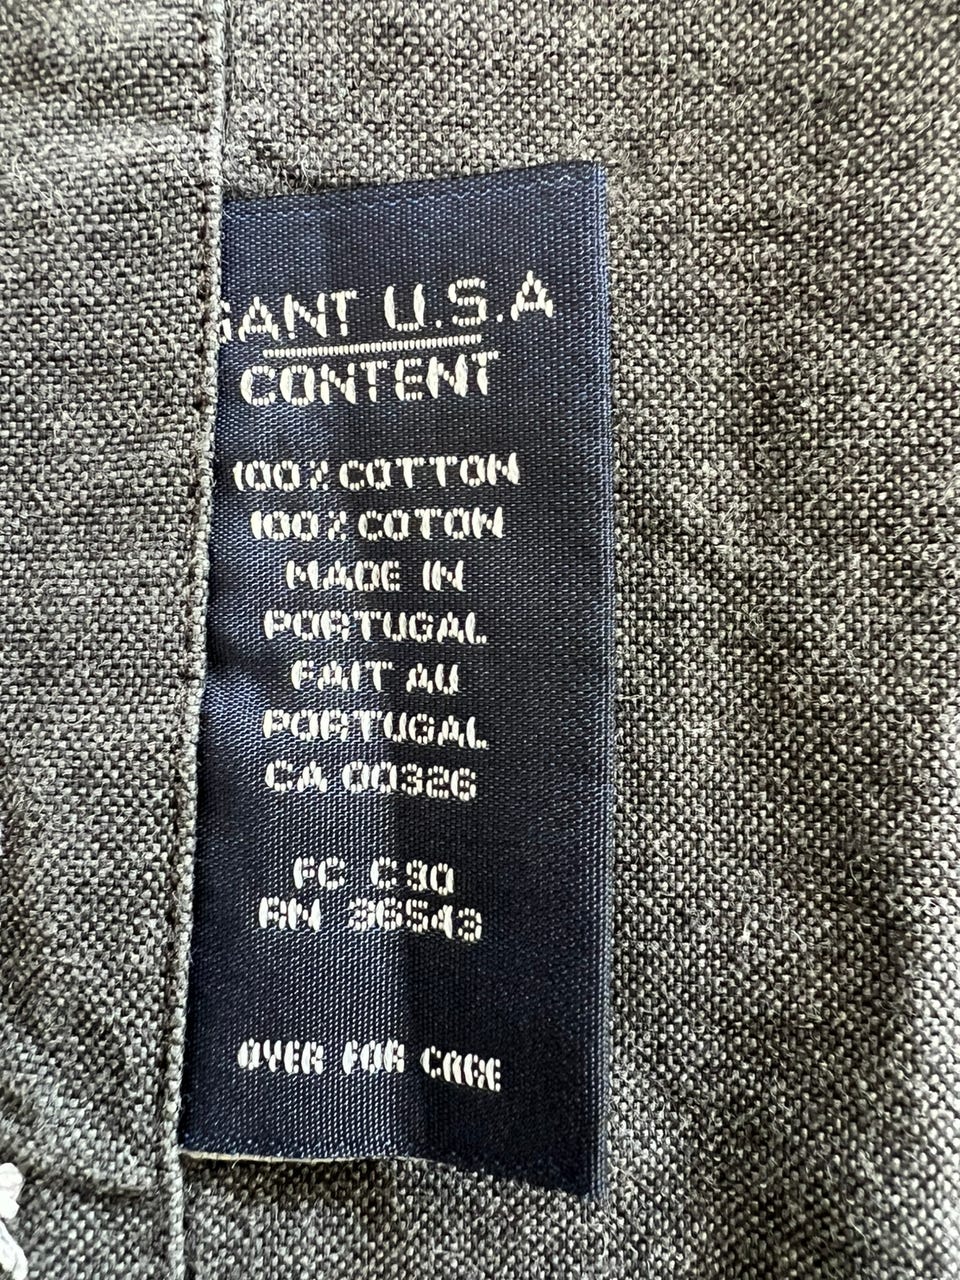 GANT U.S.A
CONTENT
100% COTTON
100% COTON
MADE IN
PORTUGAL
FAIT AU
PORTUGAL
CA 00326
FC C90
RN 36543
OVER FOR CARE